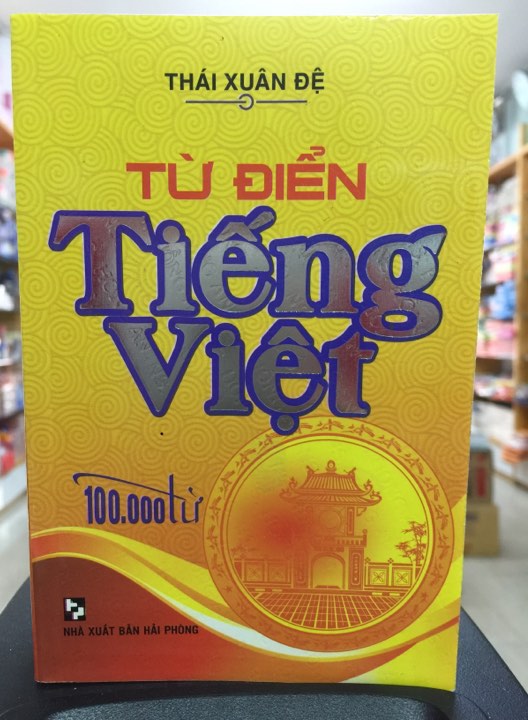 THÁI XUÂN ĐỆ
TỪ ĐIỂN
Tiếng
Việt
100.000 từ
NHÀ XUẤT BẢN HẢI PHÒNG